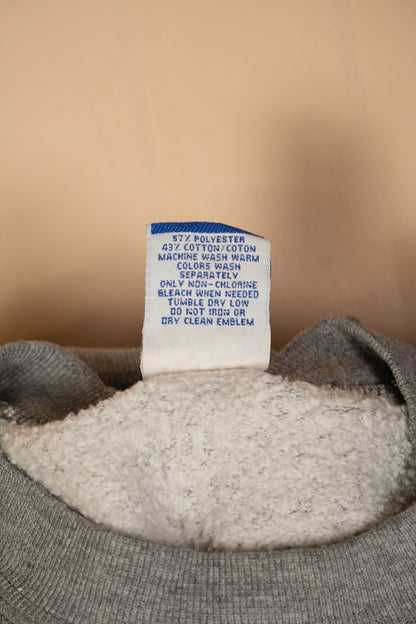 57% POLYESTER
43% COTTON/COTON
MACHINE WASH WARM
COLORS WASH
SEPARATELY
ONLY NON-CHLORINE
BLEACH WHEN NEEDED
TUMBLE DRY LOW
DO NOT IRON OR
DRY CLEAN EMBLEM